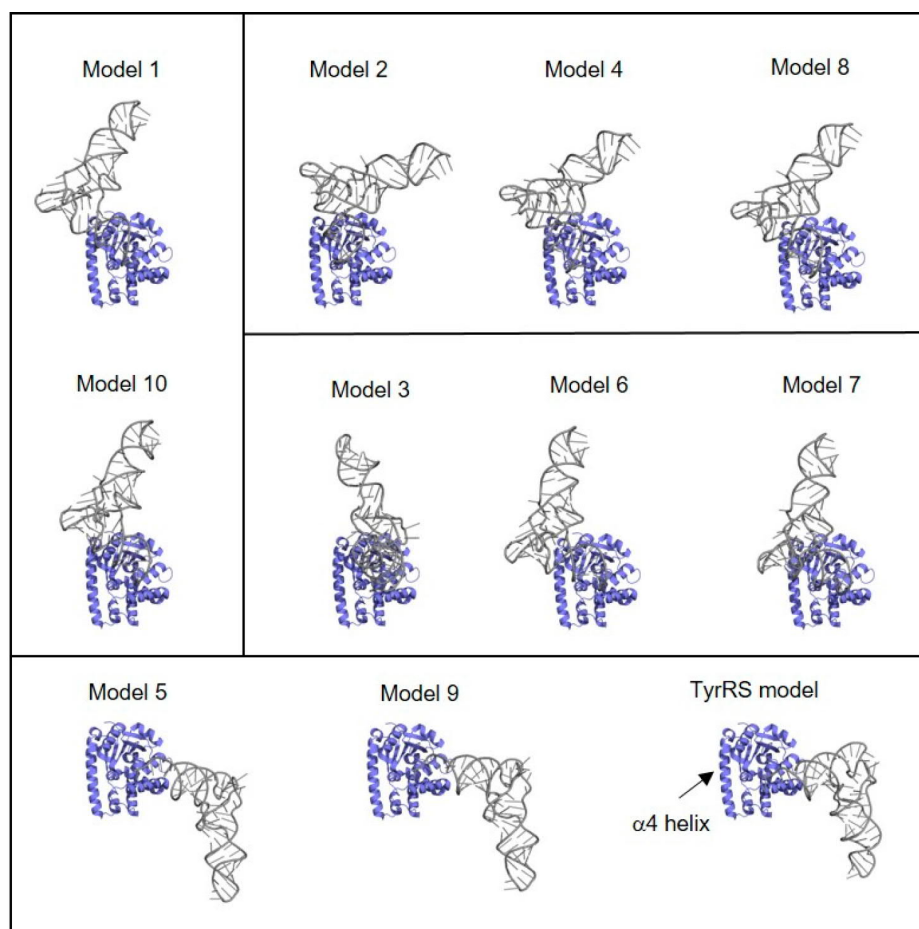 Model 1
Model 2
Model 4
Model 8
Model 10
Model 3
Model 6
Model 7
Model 5
Model 9
TyrRS model
α4 helix